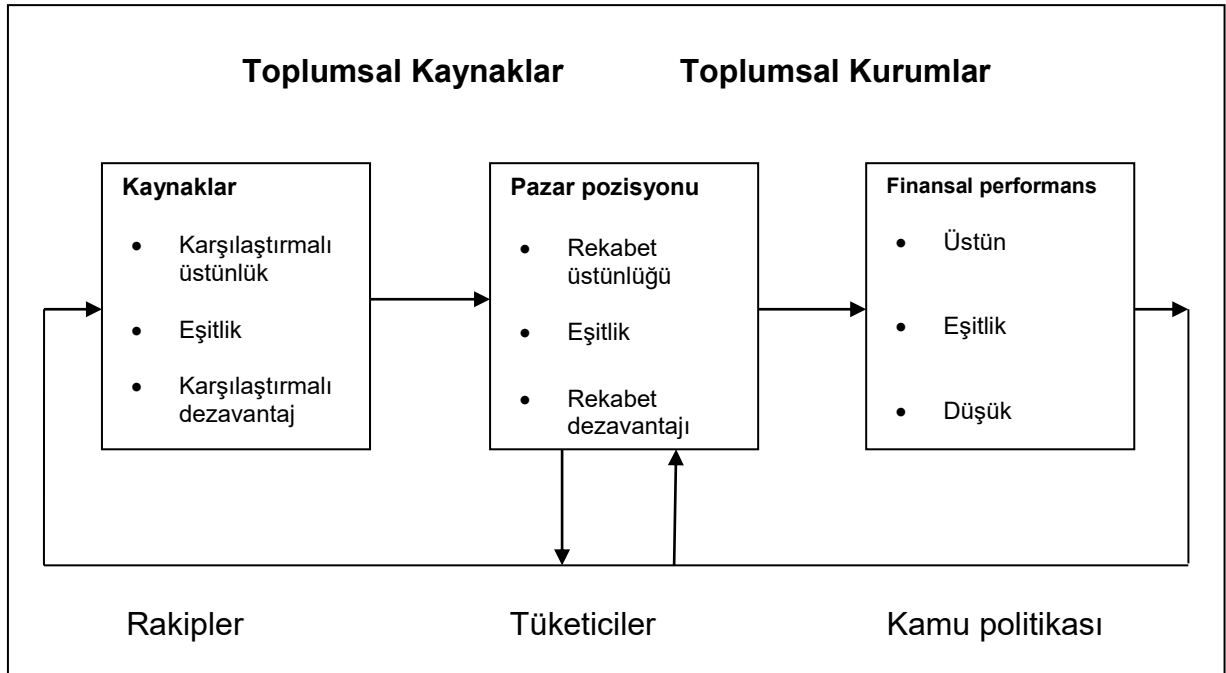 Toplumsal Kaynaklar Toplumsal Kurumlar
Kaynaklar
• Karşılaştırmalı
üstünlük
• Eşitlik
• Karşılaştırmalı
dezavantaj
Pazar pozisyonu
• Rekabet
üstünlüğü
• Eşitlik
• Rekabet
dezavantajı
Finansal performans
• Üstün
• Eşitlik
• Düşük
Rakipler Tüketiciler Kamu politikası